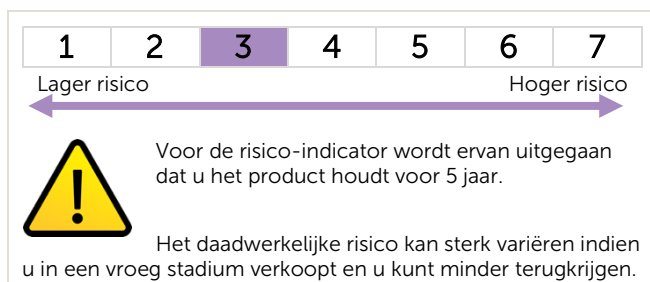 1 2 3 4 5 6 7
Lager risico Hoger risico
Voor de risico-indicator wordt ervan uitgegaan
dat u het product houdt voor 5 jaar.
Het daadwerkelijke risico kan sterk variëren indien
u in een vroeg stadium verkoopt en u kunt minder terugkrijgen.